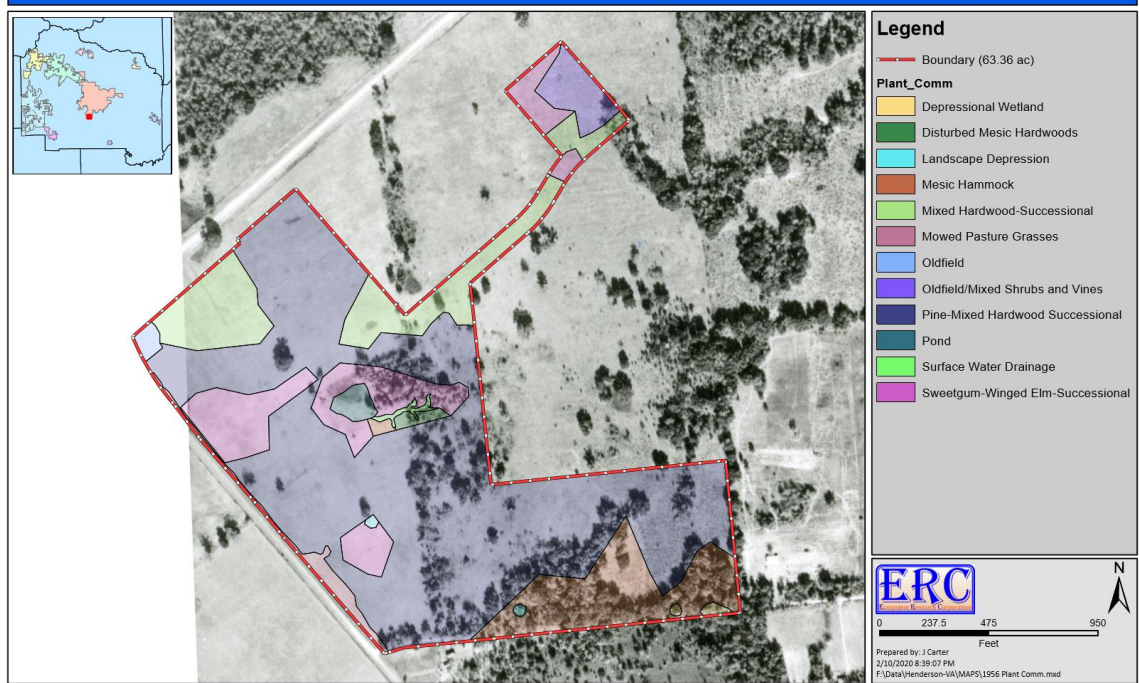 Legend
Boundary (63.36 ac)
Plant_Comm
Depressional Wetland
Disturbed Mesic Hardwoods
Landscape Depression
Mesic Hammock
Mixed Hardwood-Successional
Mowed Pasture Grasses
Oldfield
Oldfield/Mixed Shrubs and Vines
Pine-Mixed Hardwood Successional
Pond
Surface Water Drainage
Sweetgum-Winged Elm-Successional
ERC
Ecosystem Research Corporation
N
0 237.5 475 950
Feet
Prepared by: J Carter
2/10/2020 8:39:07 PM
F:\Data\Henderson-VA\MAPS\1956 Plant Comm.mxd